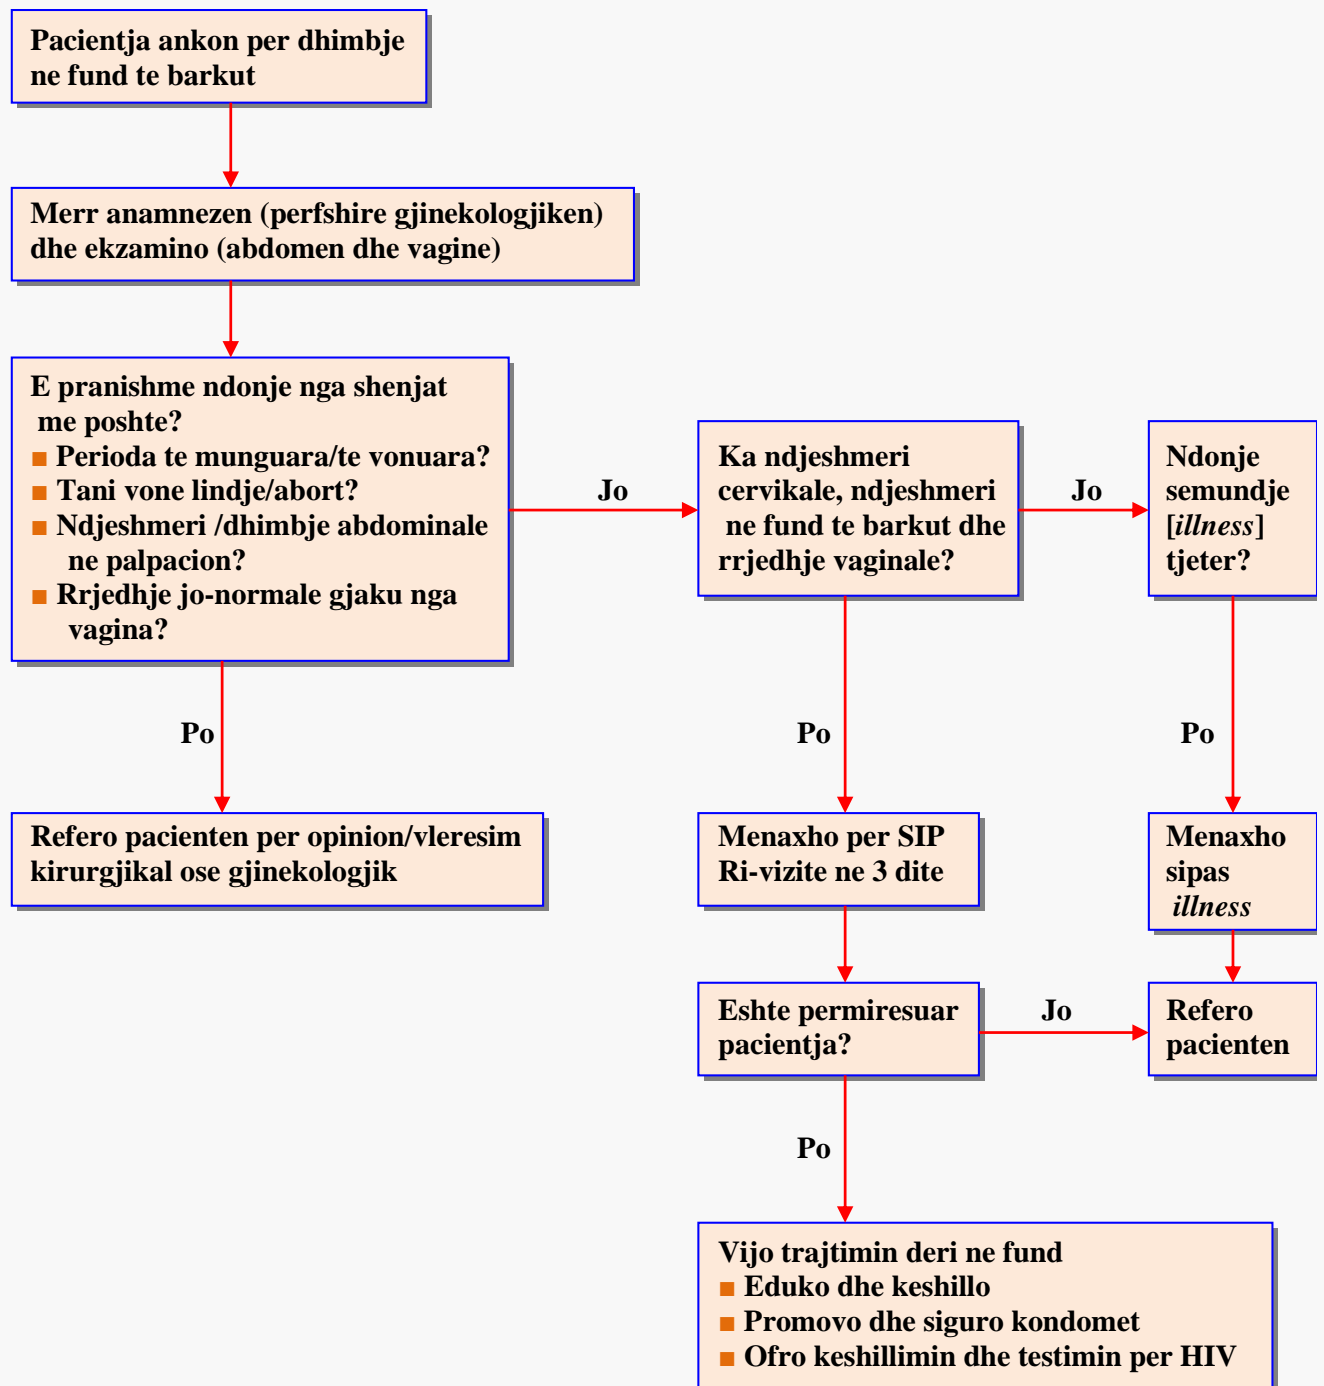 Pacientja ankon per dhimbje
ne fund te barkut
Merr anamnezen (perfshire gjinekologjiken)
dhe ekzamino (abdomen dhe vagine)
E pranishme ndonje nga shenjat
me poshte?
■ Perioda te munguara/te vonuara?
■ Tani vone lindje/abort?
■ Ndjeshmeri /dhimbje abdominale
ne palpacion?
■ Rrjedhje jo-normale gjaku nga
vagina?
Jo
Ka ndjeshmeri
cervikale, ndjeshmeri
ne fund te barkut dhe
rrjedhje vaginale?
Jo
Ndonje
semundje
[illness]
tjeter?
Po
Po
Po
Refero pacienten per opinion/vleresim
kirurgjikal ose gjinekologjik
Menaxho per SIP
Ri-vizite ne 3 dite
Menaxho
sipas
illness
Eshte permiresuar
pacientja?
Jo
Refero
pacienten
Po
Vijo trajtimin deri ne fund
■ Eduko dhe keshillo
■ Promovo dhe siguro kondomet
■ Ofro keshillimin dhe testimin per HIV